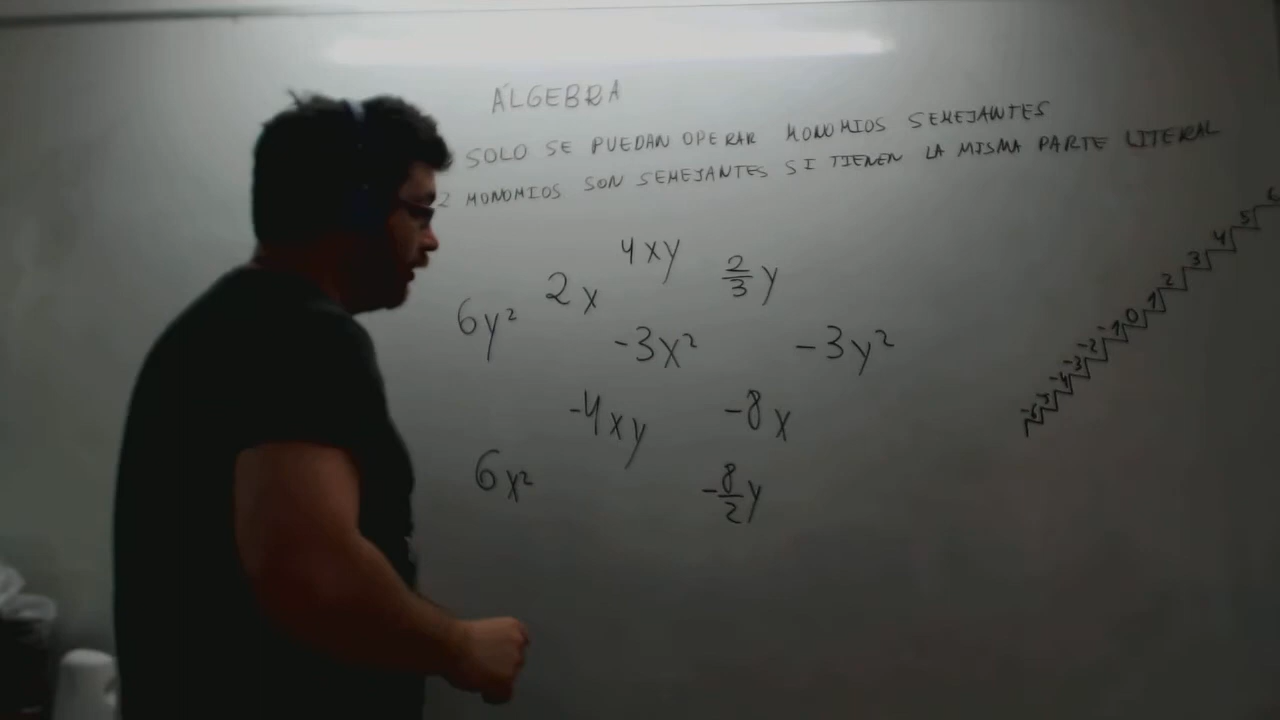 ÁLGEBRA
SOLO SE PUEDAN OPERAR MONOMIOS SEMEJANTES
2 MONOMIOS SON SEMEJANTES SI TIENEN LA MISMA PARTE LITERAL
6y² 2x 4xy 2/3 y
-3x² -3y²
-4xy -8x
6x² -8/2 y
-6 -5 -4 -3 -2 -1 0 1 2 3 4 5 6